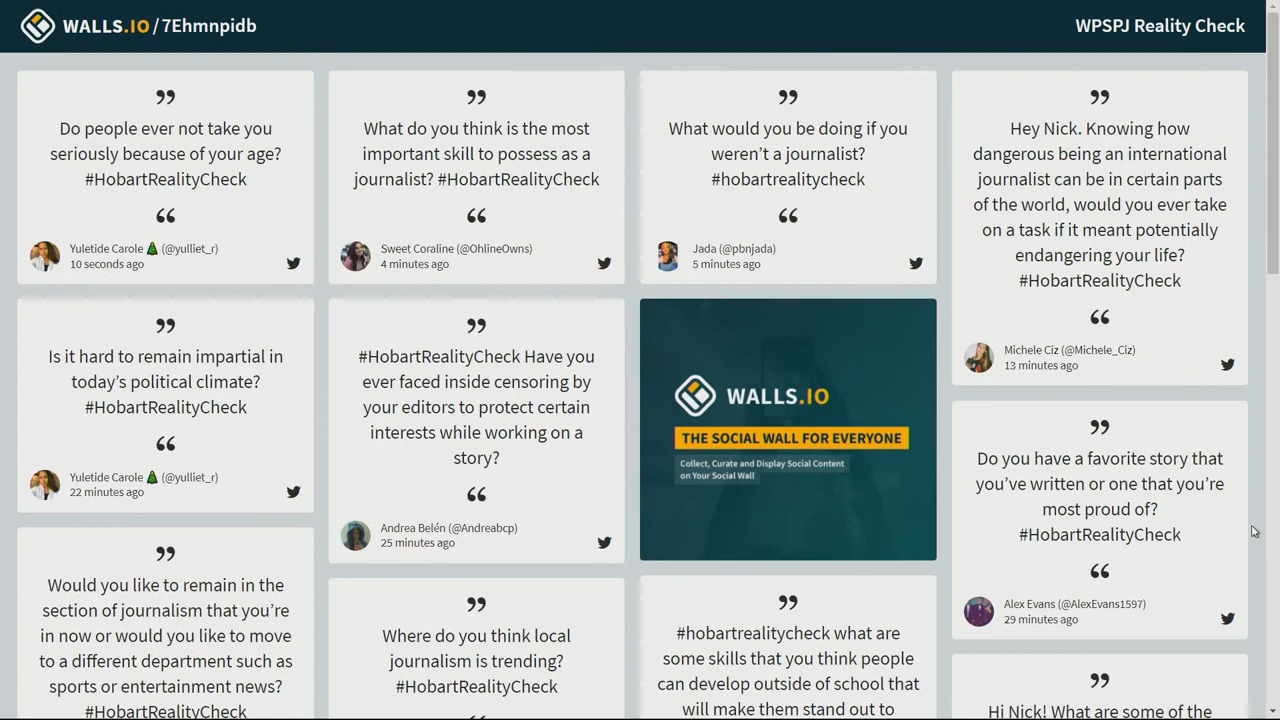 WALLS.IO / 7Ehmnpidb
WPSPJ Reality Check
”
Do people ever not take you
seriously because of your age?
#HobartRealityCheck
“
Yuletide Carole 🎄 (@yulliet_r)
10 seconds ago
”
What do you think is the most
important skill to possess as a
journalist? #HobartRealityCheck
“
Sweet Coraline (@OhlineOwns)
4 minutes ago
”
What would you be doing if you
weren’t a journalist?
#hobartrealitycheck
“
Jada (@pbnjada)
5 minutes ago
”
Hey Nick. Knowing how
dangerous being an international
journalist can be in certain parts
of the world, would you ever take
on a task if it meant potentially
endangering your life?
#HobartRealityCheck
“
Michele Ciz (@Michele_Ciz)
13 minutes ago
”
Is it hard to remain impartial in
today’s political climate?
#HobartRealityCheck
“
Yuletide Carole 🎄 (@yulliet_r)
22 minutes ago
”
#HobartRealityCheck Have you
ever faced inside censoring by
your editors to protect certain
interests while working on a
story?
“
Andrea Belén (@Andreabcp)
25 minutes ago
WALLS.IO
THE SOCIAL WALL FOR EVERYONE
Collect, Curate and Display Social Content
on Your Social Wall
”
Do you have a favorite story that
you’ve written or one that you’re
most proud of?
#HobartRealityCheck
“
Alex Evans (@AlexEvans1597)
29 minutes ago
”
Would you like to remain in the
section of journalism that you’re
in now or would you like to move
to a different department such as
sports or entertainment news?
#HobartRealityCheck
”
Where do you think local
journalism is trending?
#HobartRealityCheck
”
#hobartrealitycheck what are
some skills that you think people
can develop outside of school that
will make them stand out to
”
Hi Nick! What are some of the